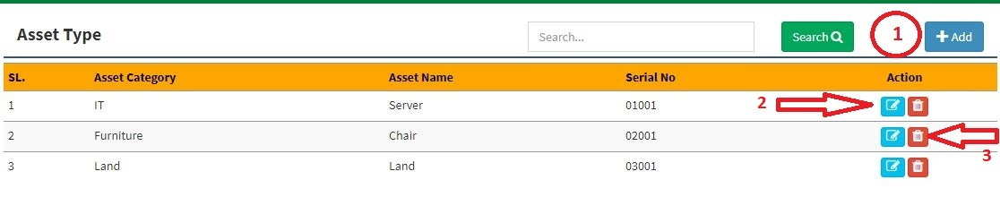 Asset Type Search... Search 1 Add
SL. Asset Category Asset Name Serial No Action
1 IT Server 01001 2
2 Furniture Chair 02001
3
3 Land Land 03001